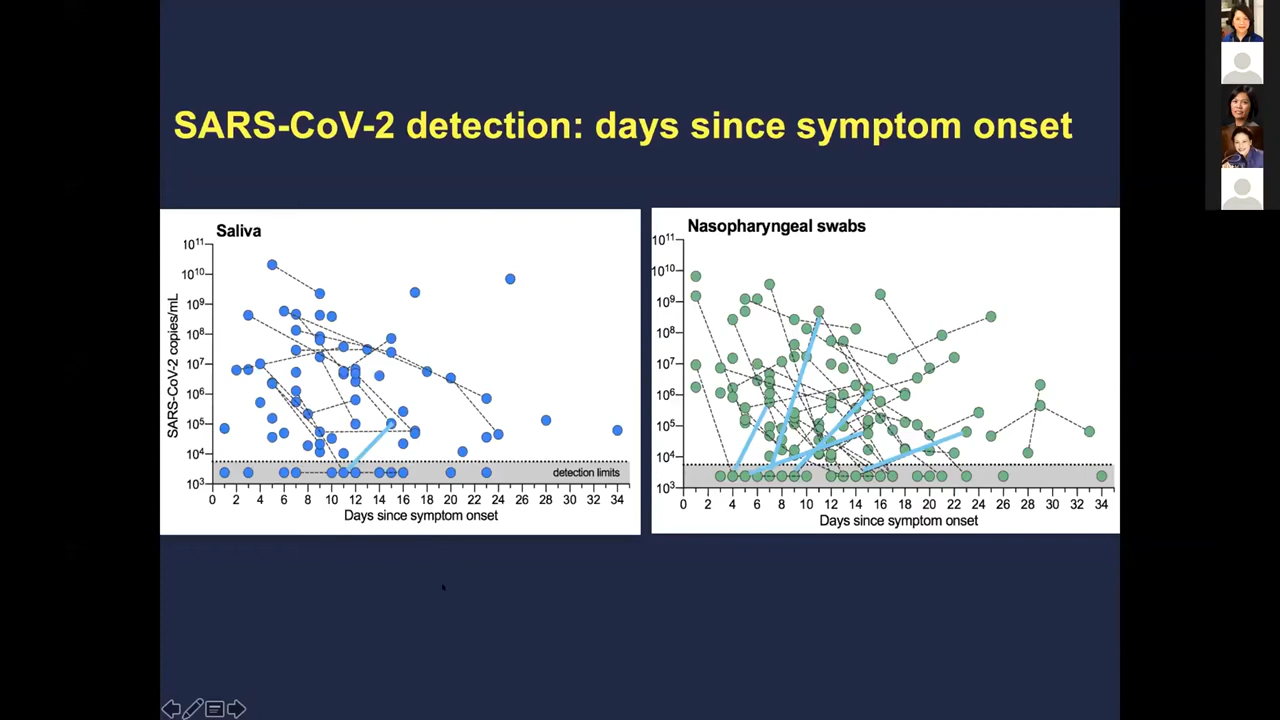 SARS-CoV-2 detection: days since symptom onset
Saliva
SARS-CoV-2 copies/mL
10¹¹
10¹⁰
10⁹
10⁸
10⁷
10⁶
10⁵
10⁴
10³
detection limits
0 2 4 6 8 10 12 14 16 18 20 22 24 26 28 30 32 34
Days since symptom onset
Nasopharyngeal swabs
10¹¹
10¹⁰
10⁹
10⁸
10⁷
10⁶
10⁵
10⁴
10³
0 2 4 6 8 10 12 14 16 18 20 22 24 26 28 30 32 34
Days since symptom onset